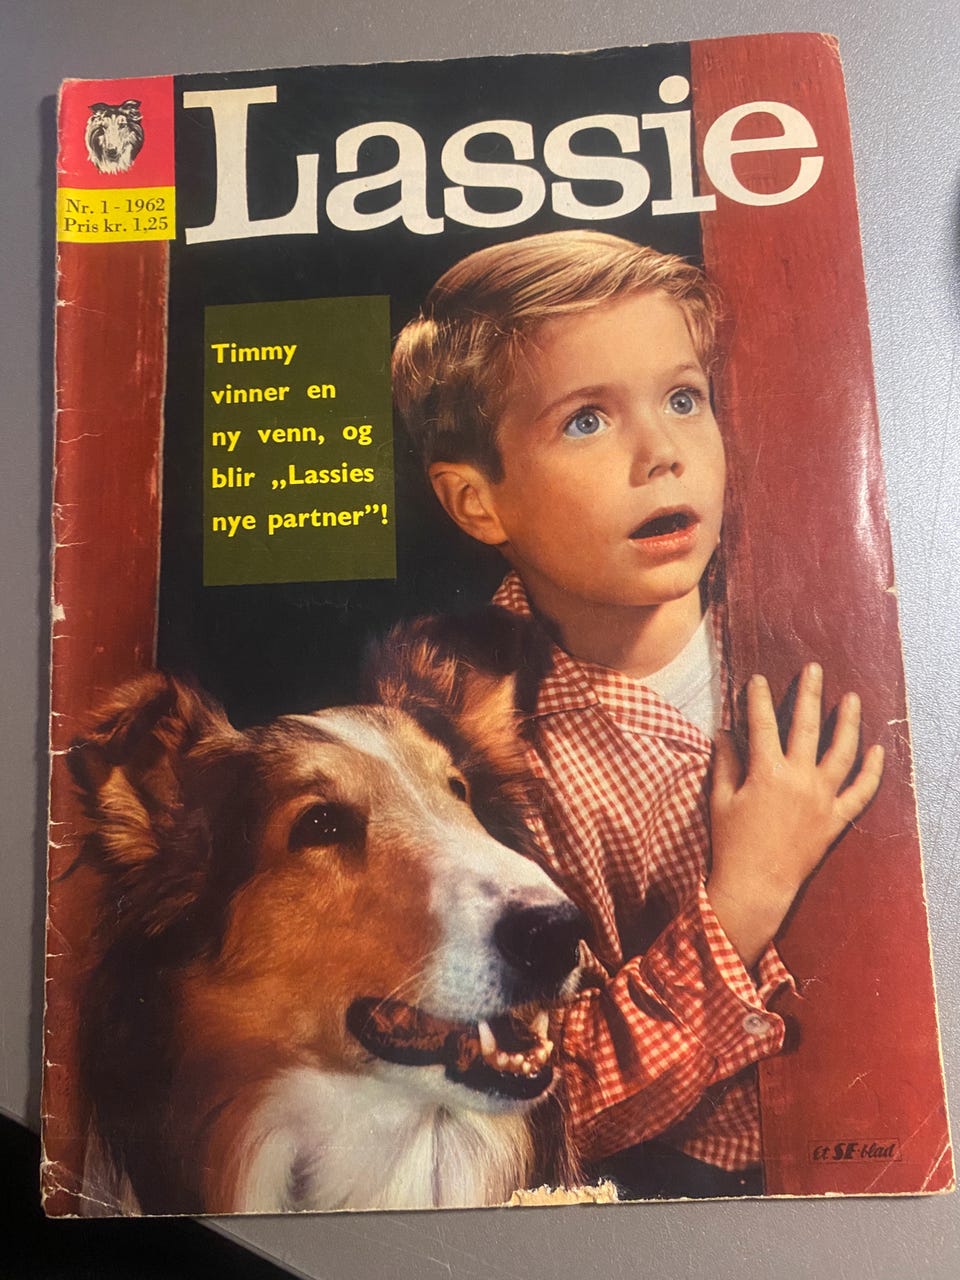 Lassie
Nr. 1 - 1962
Pris kr. 1,25
Timmy
vinner en
ny venn, og
blir „Lassies
nye partner”!
Et SE-blad